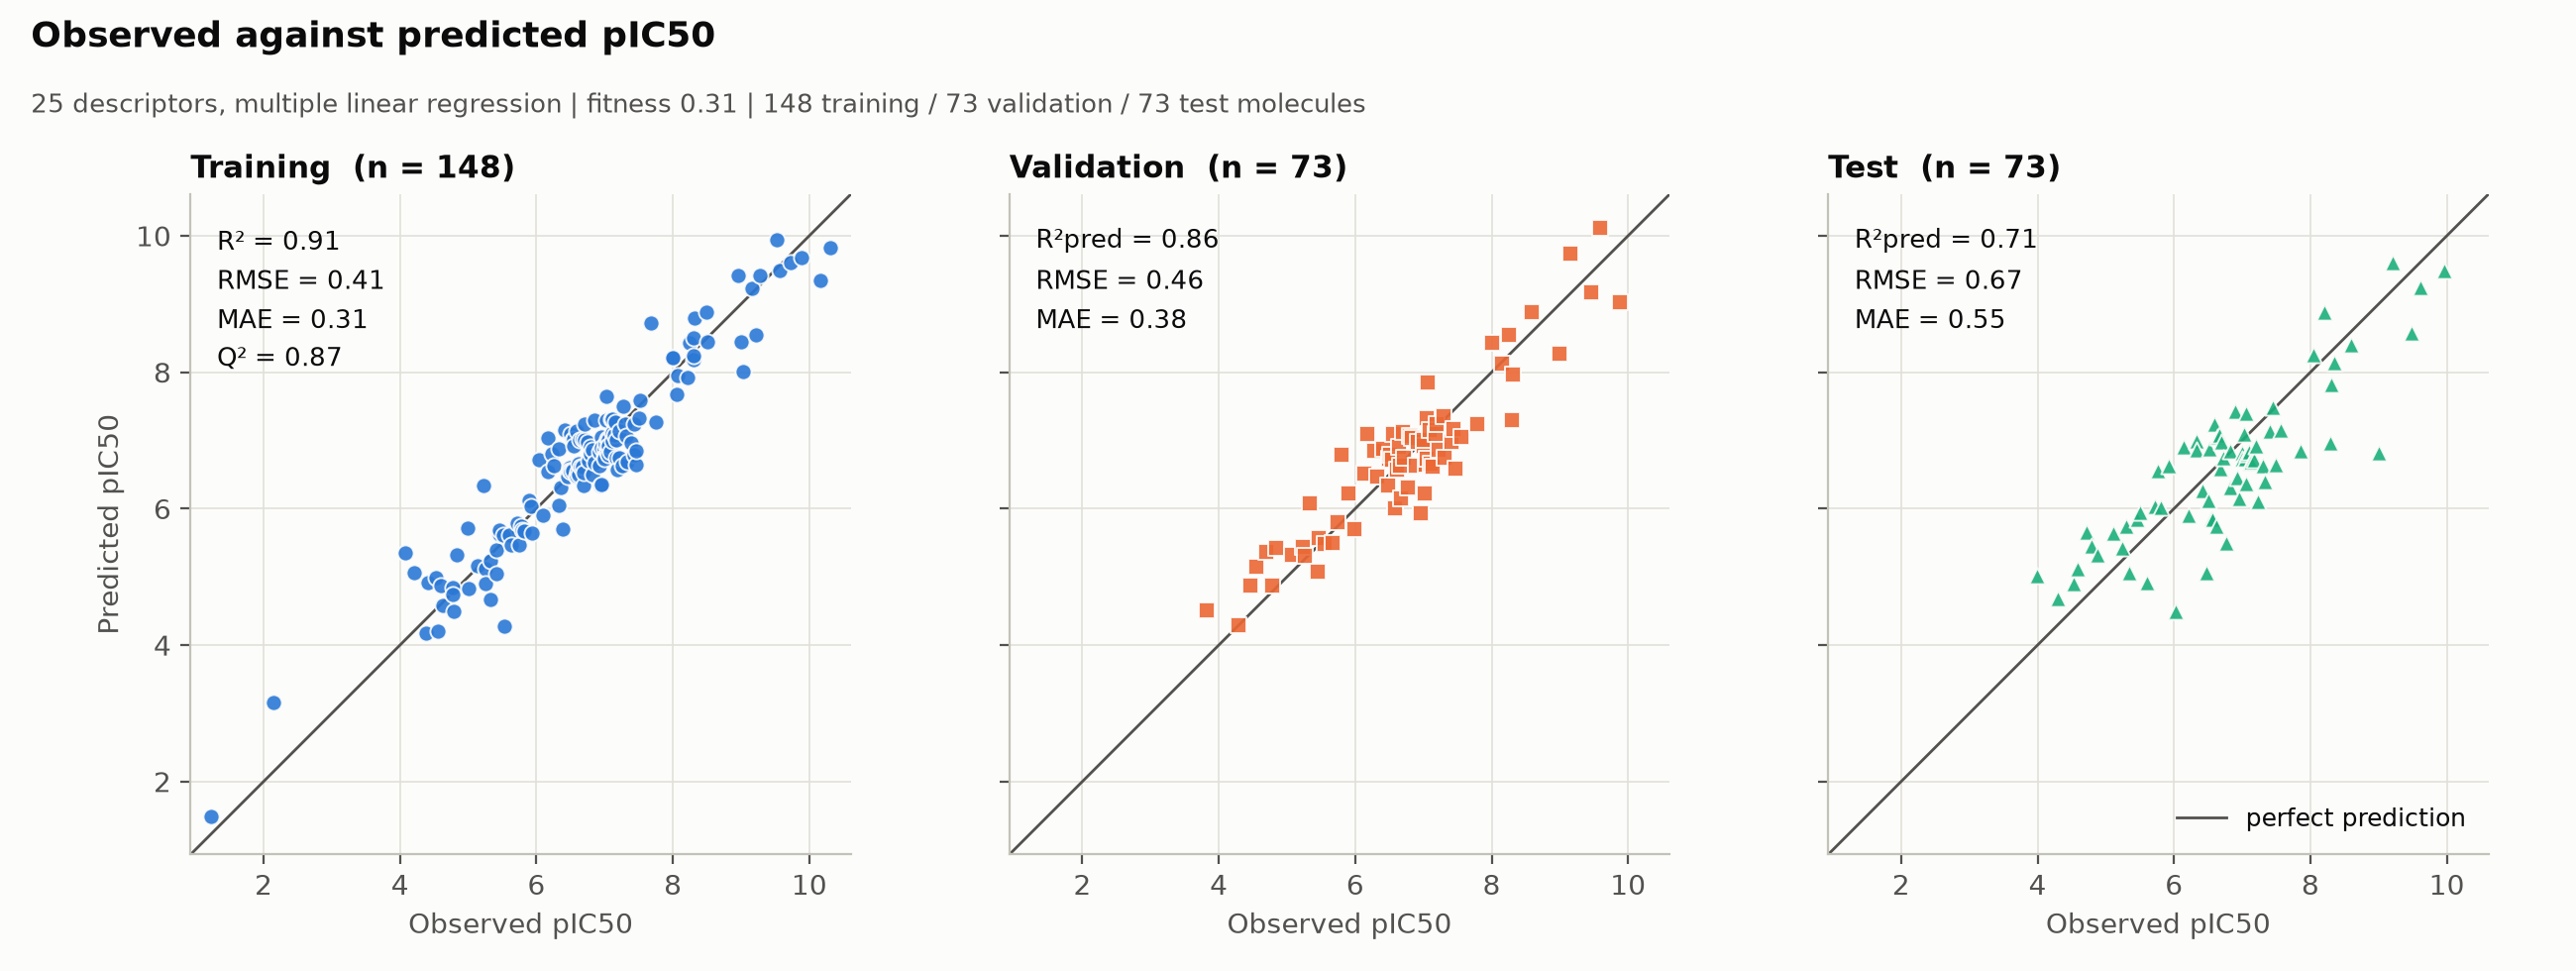 Observed against predicted pIC50
25 descriptors, multiple linear regression | fitness 0.31 | 148 training / 73 validation / 73 test molecules
Training (n = 148)
R² = 0.91
RMSE = 0.41
MAE = 0.31
Q² = 0.87
Predicted pIC50
10
8
6
4
2
2 4 6 8 10
Observed pIC50
Validation (n = 73)
R²pred = 0.86
RMSE = 0.46
MAE = 0.38
2 4 6 8 10
Observed pIC50
Test (n = 73)
R²pred = 0.71
RMSE = 0.67
MAE = 0.55
perfect prediction
2 4 6 8 10
Observed pIC50